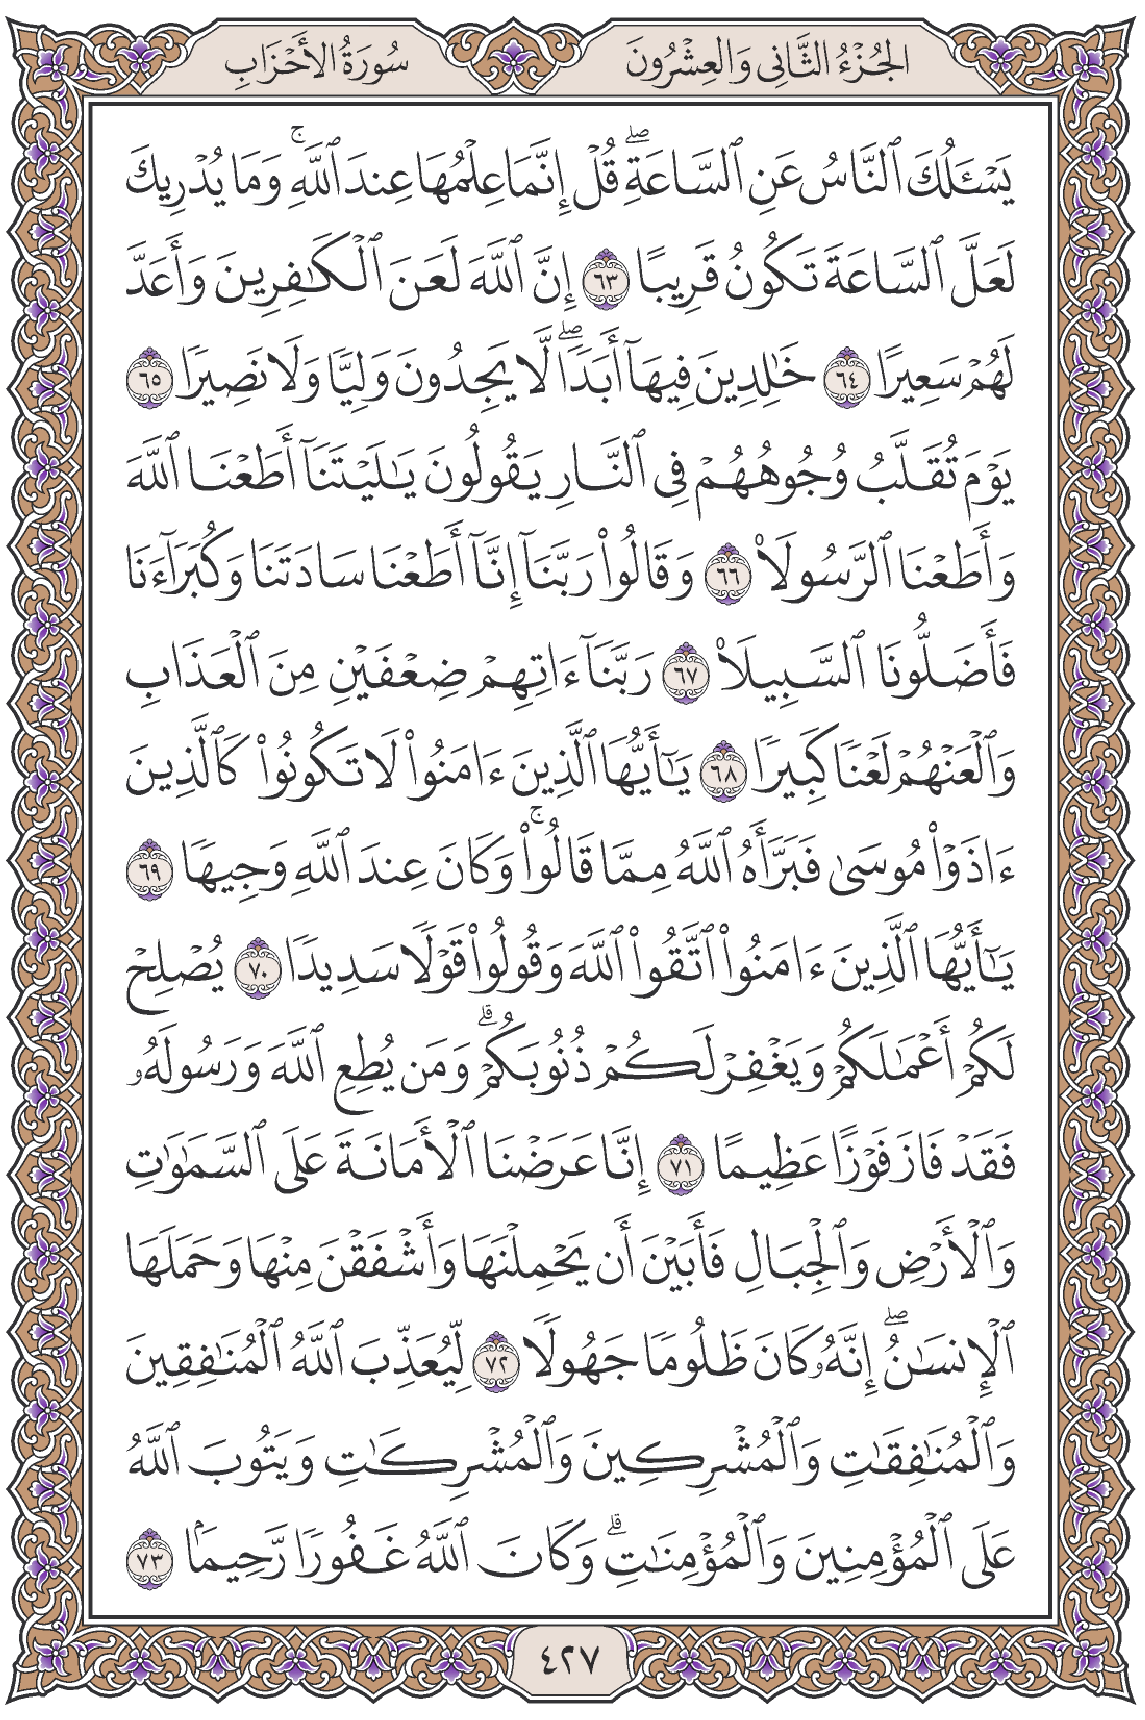 الجُزْءُ الثَّانِي وَالعِشْرُونَ
سُورَةُ الأَحْزَابِ
يَسْـَٔلُكَ ٱلنَّاسُ عَنِ ٱلسَّاعَةِۖ قُلْ إِنَّمَا عِلْمُهَا عِندَ ٱللَّهِۚ وَمَا يُدْرِيكَ
لَعَلَّ ٱلسَّاعَةَ تَكُونُ قَرِيبًا ٦٣ إِنَّ ٱللَّهَ لَعَنَ ٱلْكَٰفِرِينَ وَأَعَدَّ
لَهُمْ سَعِيرًا ٦٤ خَٰلِدِينَ فِيهَآ أَبَدًاۖ لَّا يَجِدُونَ وَلِيًّا وَلَا نَصِيرًا ٦٥
يَوْمَ تُقَلَّبُ وُجُوهُهُمْ فِي ٱلنَّارِ يَقُولُونَ يَٰلَيْتَنَآ أَطَعْنَا ٱللَّهَ
وَأَطَعْنَا ٱلرَّسُولَا۠ ٦٦ وَقَالُوا۟ رَبَّنَآ إِنَّآ أَطَعْنَا سَادَتَنَا وَكُبَرَآءَنَا
فَأَضَلُّونَا ٱلسَّبِيلَا۠ ٦٧ رَبَّنَآ ءَاتِهِمْ ضِعْفَيْنِ مِنَ ٱلْعَذَابِ
وَٱلْعَنْهُمْ لَعْنًا كَبِيرًا ٦٨ يَٰٓأَيُّهَا ٱلَّذِينَ ءَامَنُوا۟ لَا تَكُونُوا۟ كَٱلَّذِينَ
ءَاذَوْا۟ مُوسَىٰ فَبَرَّأَهُ ٱللَّهُ مِمَّا قَالُوا۟ۚ وَكَانَ عِندَ ٱللَّهِ وَجِيهًا ٦٩
يَٰٓأَيُّهَا ٱلَّذِينَ ءَامَنُوا۟ ٱتَّقُوا۟ ٱللَّهَ وَقُولُوا۟ قَوْلًا سَدِيدًا ٧٠ يُصْلِحْ
لَكُمْ أَعْمَٰلَكُمْ وَيَغْفِرْ لَكُمْ ذُنُوبَكُمْۗ وَمَن يُطِعِ ٱللَّهَ وَرَسُولَهُۥ
فَقَدْ فَازَ فَوْزًا عَظِيمًا ٧١ إِنَّا عَرَضْنَا ٱلْأَمَانَةَ عَلَى ٱلسَّمَٰوَٰتِ
وَٱلْأَرْضِ وَٱلْجِبَالِ فَأَبَيْنَ أَن يَحْمِلْنَهَا وَأَشْفَقْنَ مِنْهَا وَحَمَلَهَا
ٱلْإِنسَٰنُۖ إِنَّهُۥ كَانَ ظَلُومًا جَهُولًا ٧٢ لِّيُعَذِّبَ ٱللَّهُ ٱلْمُنَٰفِقِينَ
وَٱلْمُنَٰفِقَٰتِ وَٱلْمُشْرِكِينَ وَٱلْمُشْرِكَٰتِ وَيَتُوبَ ٱللَّهُ
عَلَى ٱلْمُؤْمِنِينَ وَٱلْمُؤْمِنَٰتِۗ وَكَانَ ٱللَّهُ غَفُورًا رَّحِيمًۢا ٧٣
٤٢٧